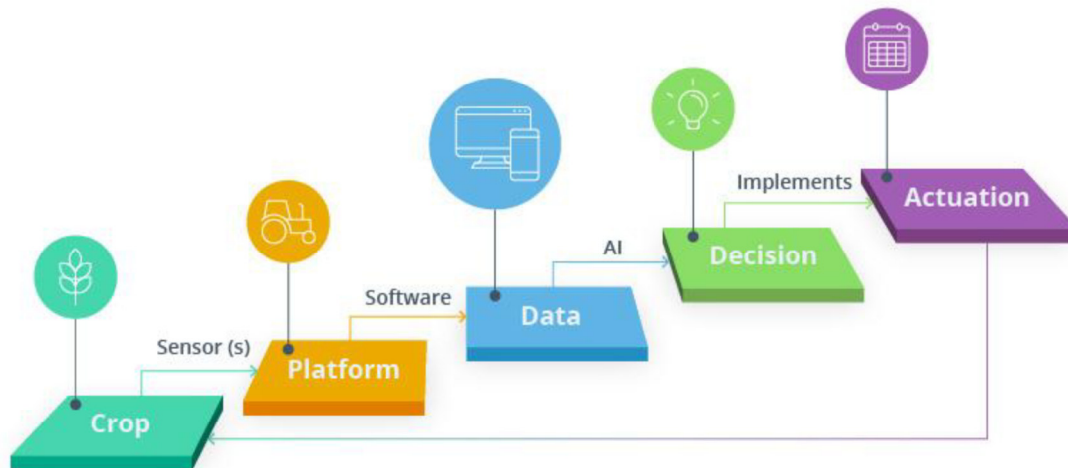 Crop
Sensor (s)
Platform
Software
Data
AI
Decision
Implements
Actuation